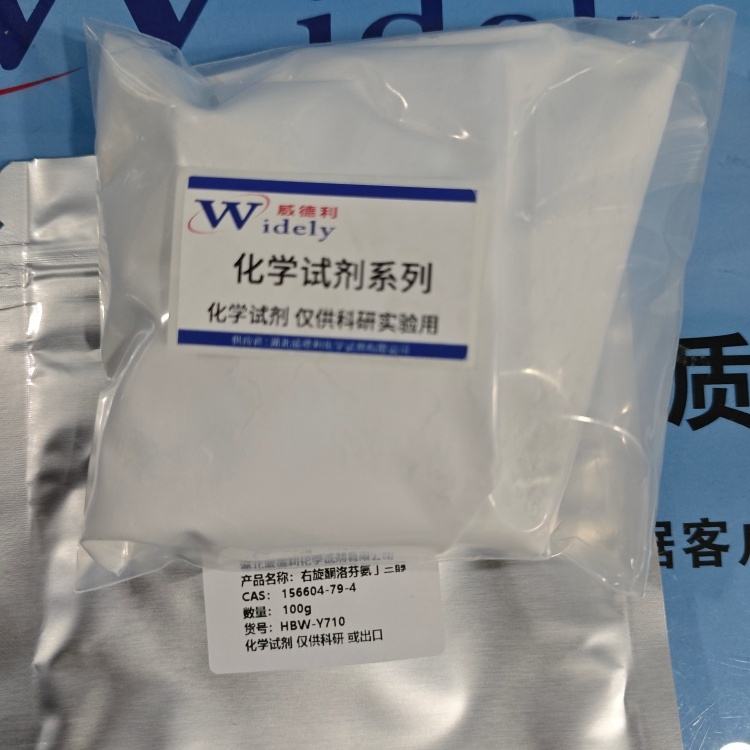 Widely
威德利
Widely
化学试剂系列
化学试剂 仅供科研实验用
质
据客户
产品名称：右旋酮洛芬氨丁三醇
CAS： 156604-79-4
数量： 100g
货号：HBW-Y710
化学试剂 仅供科研 或出口